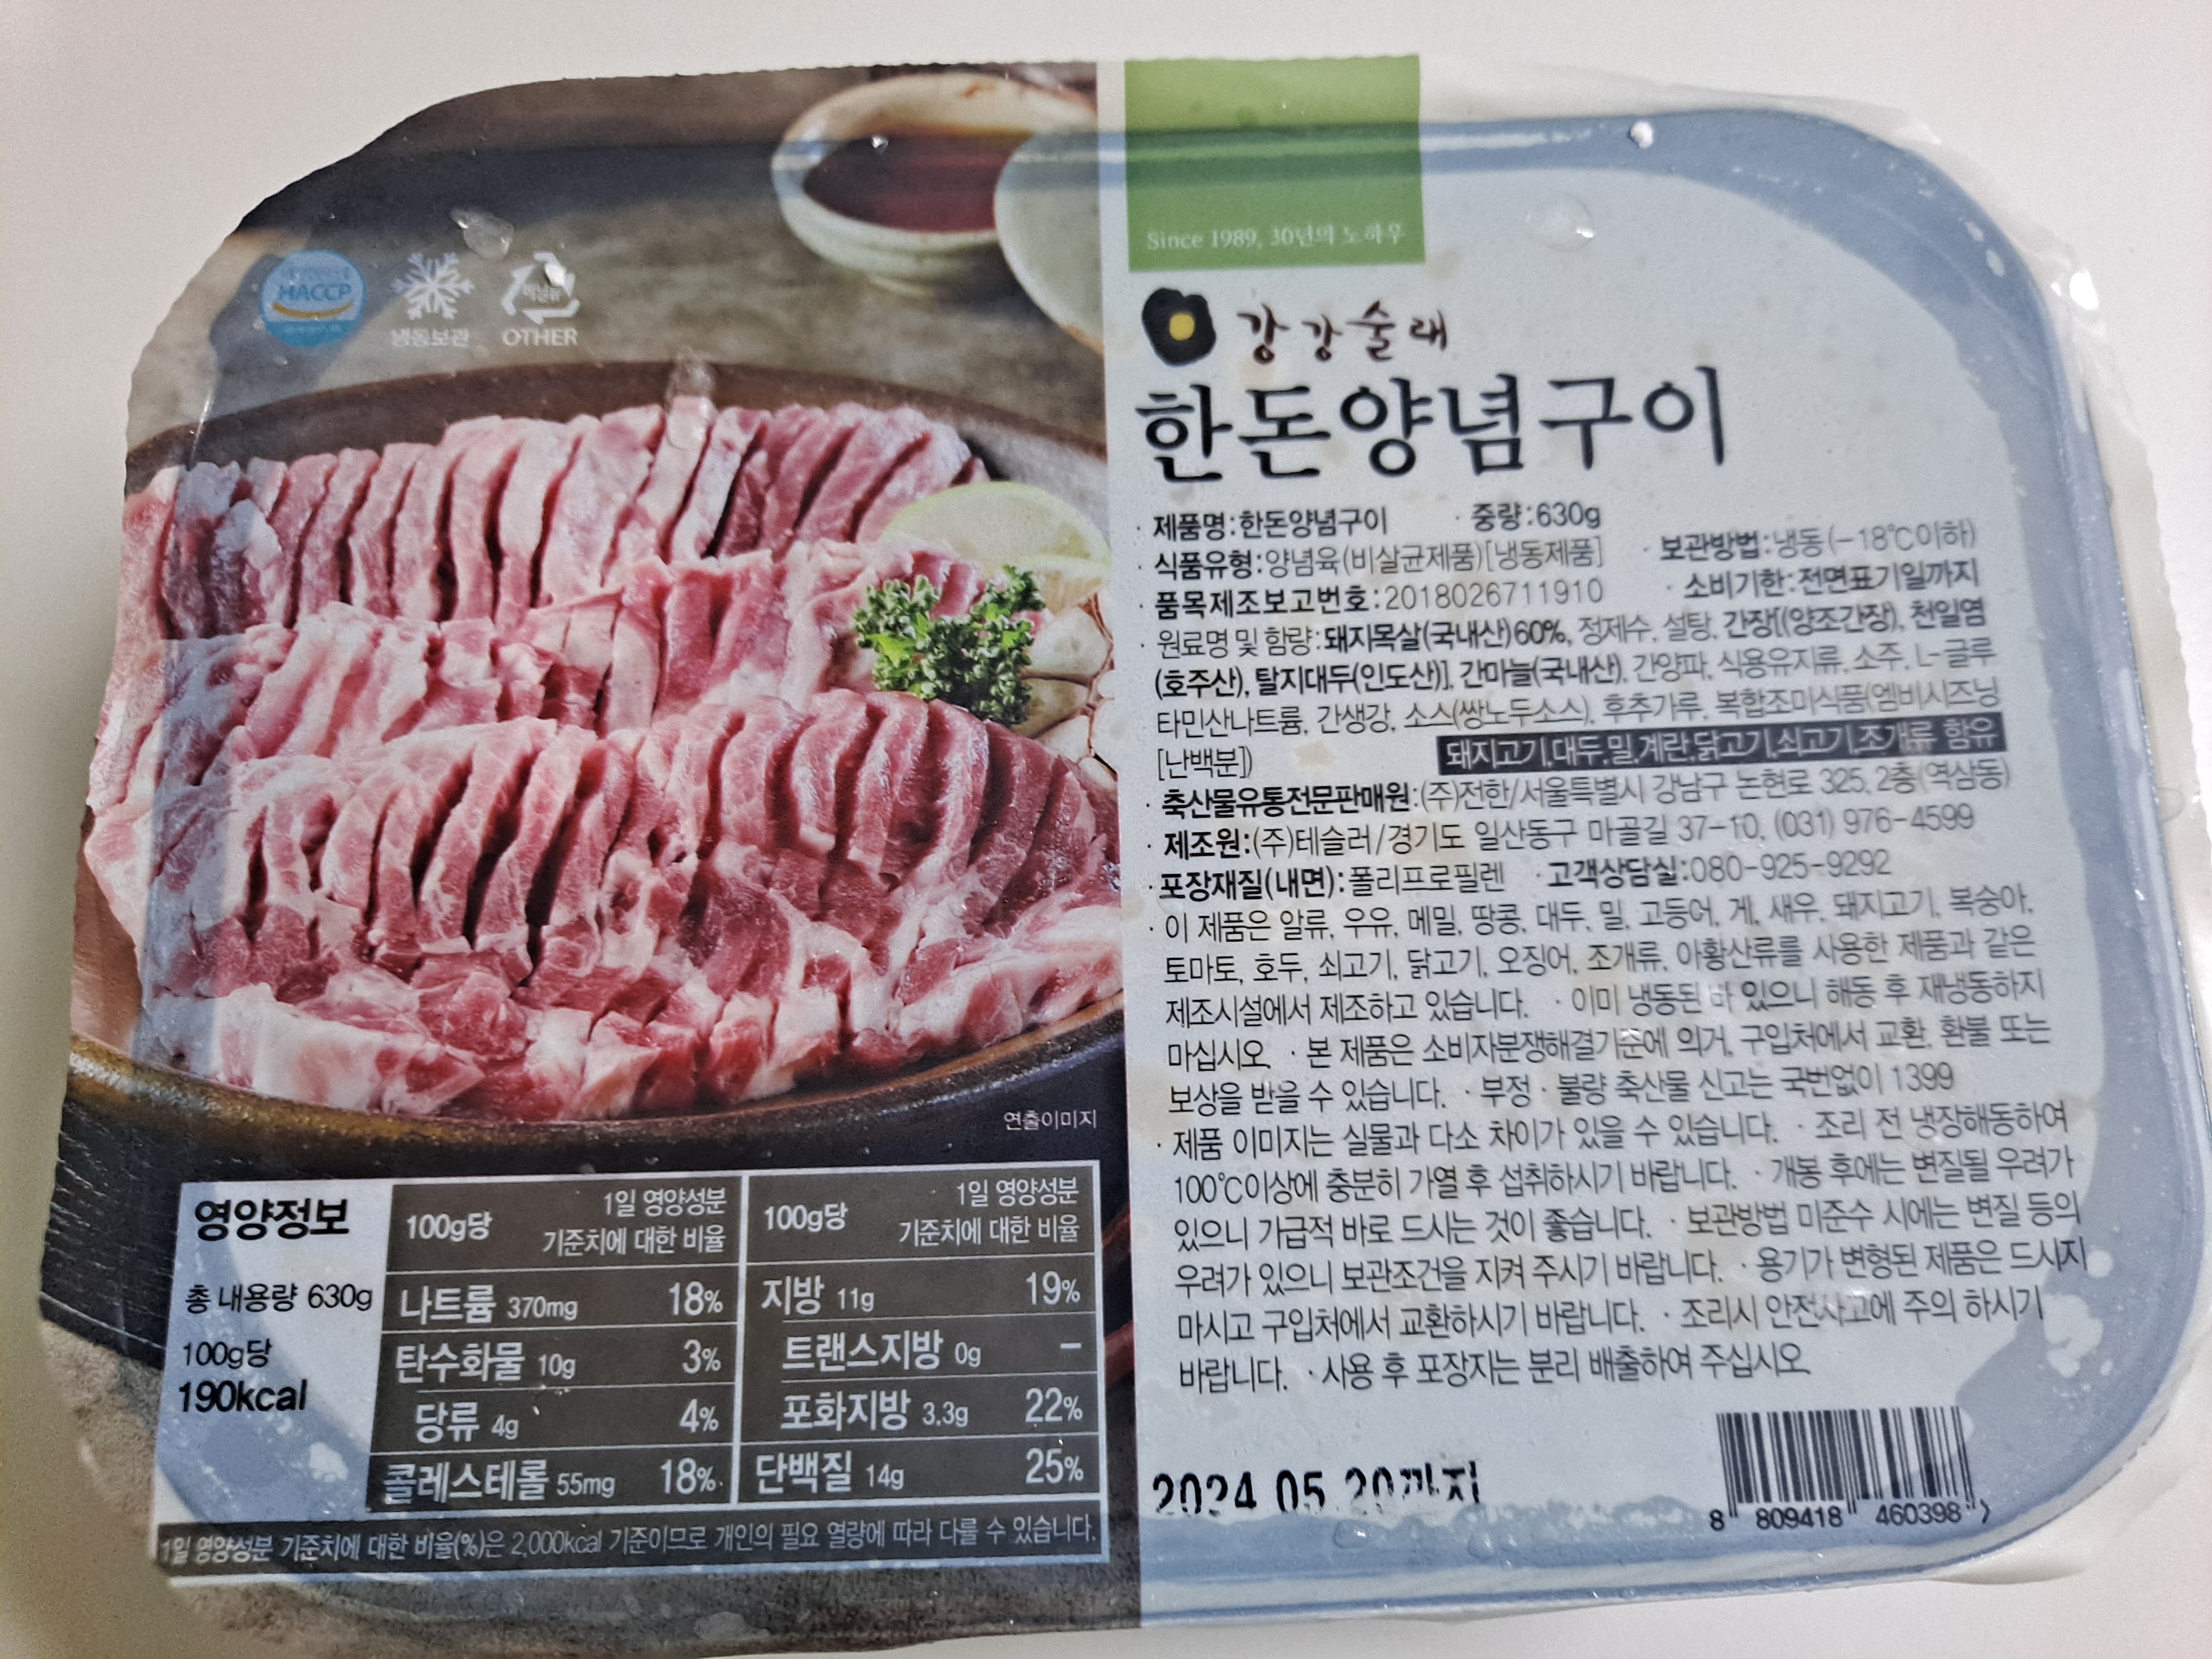 Since 1989, 30년의 노하우
HACCP
냉동보관
OTHER
강강술래
한돈양념구이
· 제품명:한돈양념구이 · 중량:630g
· 식품유형:양념육(비살균제품)[냉동제품] · 보관방법:냉동(-18℃이하)
· 품목제조보고번호:2018026711910 · 소비기한:전면표기일까지
· 원료명 및 함량:돼지목살(국내산)60%, 정제수, 설탕, 간장[(양조간장), 천일염
(호주산), 탈지대두(인도산)], 간마늘(국내산), 간양파, 식용유지류, 소주, L-글루
타민산나트륨, 간생강, 소스(쌍노두소스), 후추가루, 복합조미식품(엠비시즈닝
[난백분]) 돼지고기,대두,밀,계란,닭고기,쇠고기,조개류 함유
· 축산물유통전문판매원:(주)전한/서울특별시 강남구 논현로 325, 2층(역삼동)
· 제조원:(주)테슬러/경기도 일산동구 마골길 37-10, (031) 976-4599
· 포장재질(내면):폴리프로필렌 · 고객상담실:080-925-9292
· 이 제품은 알류, 우유, 메밀, 땅콩, 대두, 밀, 고등어, 게, 새우, 돼지고기, 복숭아,
토마토, 호두, 쇠고기, 닭고기, 오징어, 조개류, 아황산류를 사용한 제품과 같은
제조시설에서 제조하고 있습니다. · 이미 냉동된 바 있으니 해동 후 재냉동하지
마십시오 · 본 제품은 소비자분쟁해결기준에 의거, 구입처에서 교환, 환불 또는
보상을 받을 수 있습니다. · 부정 · 불량 축산물 신고는 국번없이 1399
· 제품 이미지는 실물과 다소 차이가 있을 수 있습니다. · 조리 전 냉장해동하여
100℃이상에 충분히 가열 후 섭취하시기 바랍니다. · 개봉 후에는 변질될 우려가
있으니 가급적 바로 드시는 것이 좋습니다. · 보관방법 미준수 시에는 변질 등의
우려가 있으니 보관조건을 지켜 주시기 바랍니다. · 용기가 변형된 제품은 드시지
마시고 구입처에서 교환하시기 바랍니다. · 조리시 안전사고에 주의 하시기
바랍니다. · 사용 후 포장지는 분리 배출하여 주십시오
2024.05.20까지
8 809418 460398
연출이미지
영양정보
총 내용량 630g
100g당
190kcal
100g당 1일 영양성분 기준치에 대한 비율 100g당 1일 영양성분 기준치에 대한 비율
나트륨 370mg 18% 지방 11g 19%
탄수화물 10g 3% 트랜스지방 0g -
당류 4g 4% 포화지방 3.3g 22%
콜레스테롤 55mg 18% 단백질 14g 25%
1일 영양성분 기준치에 대한 비율(%)은 2,000kcal 기준이므로 개인의 필요 열량에 따라 다를 수 있습니다.